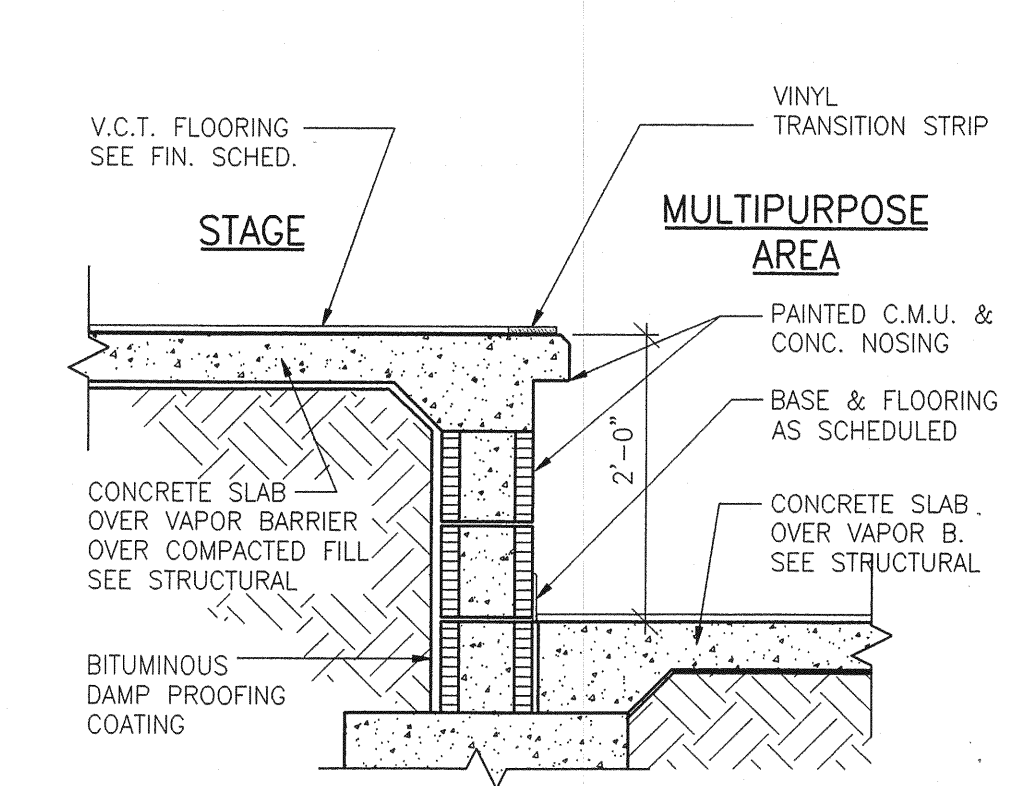 VINYL
TRANSITION STRIP
V.C.T. FLOORING
SEE FIN. SCHED.
STAGE
MULTIPURPOSE
AREA
PAINTED C.M.U. &
CONC. NOSING
BASE & FLOORING
AS SCHEDULED
2'-0"
CONCRETE SLAB
OVER VAPOR BARRIER
OVER COMPACTED FILL
SEE STRUCTURAL
CONCRETE SLAB
OVER VAPOR B.
SEE STRUCTURAL
BITUMINOUS
DAMP PROOFING
COATING